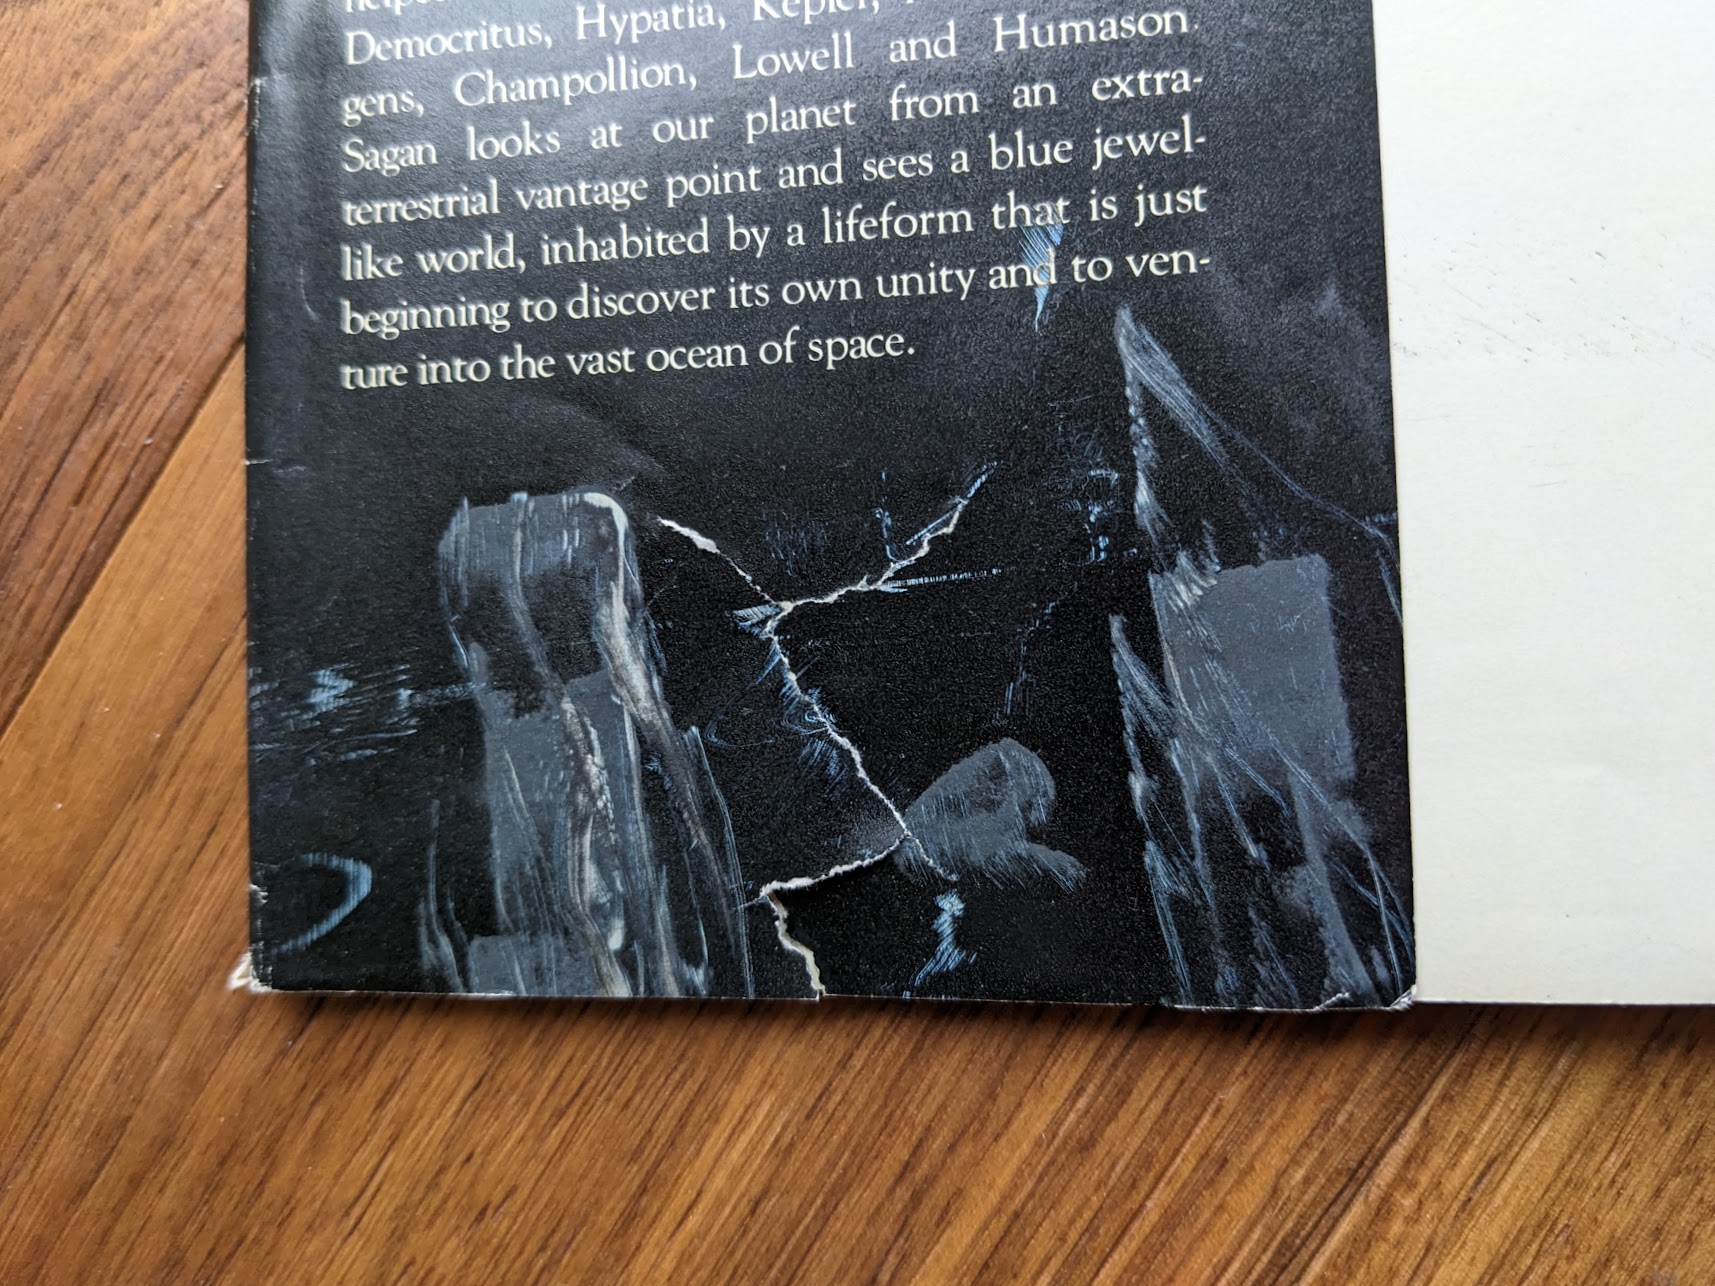 Democritus, Hypatia, Kepler,
gens, Champollion, Lowell and Humason.
Sagan looks at our planet from an extra-
terrestrial vantage point and sees a blue jewel-
like world, inhabited by a lifeform that is just
beginning to discover its own unity and to ven-
ture into the vast ocean of space.